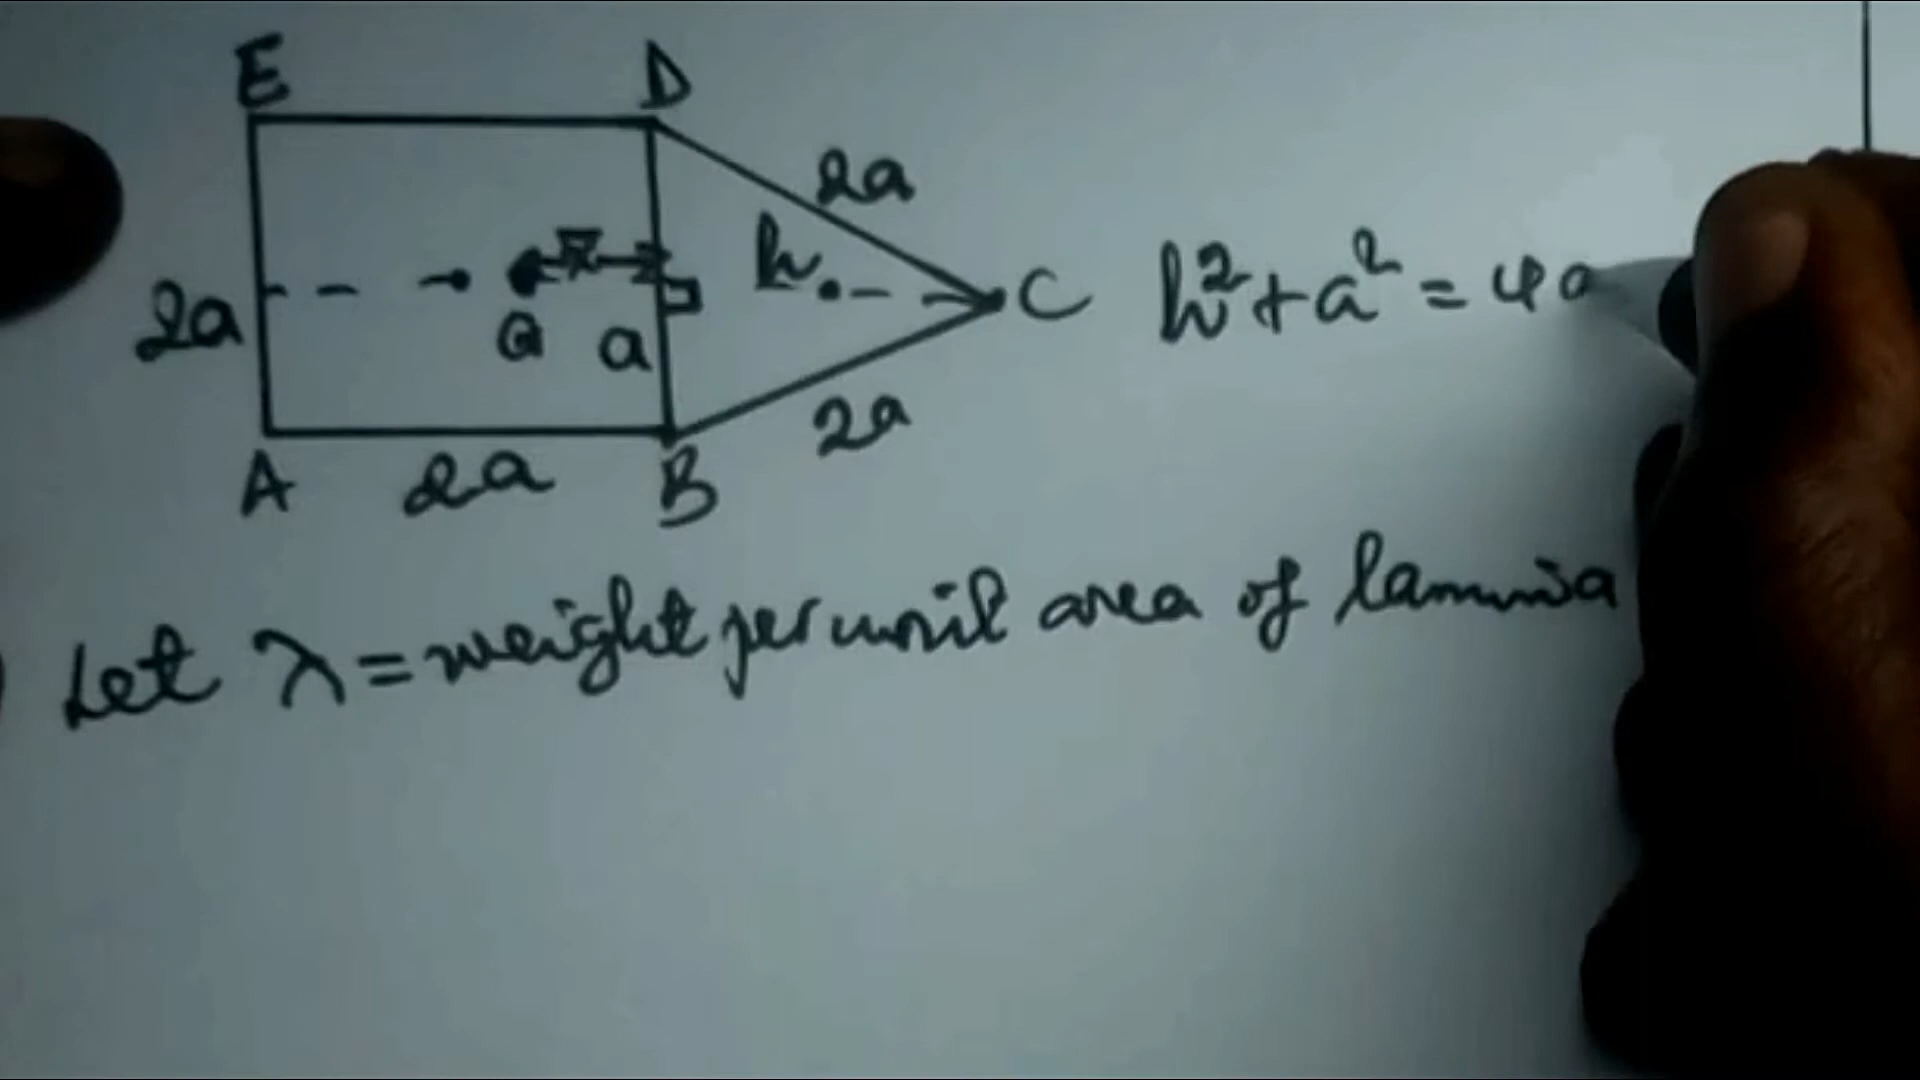 E
D
2a
h
C
h² + a² = 4a
x̄
2a
G
a
2a
A
2a
B
Let λ = weight per unit area of lamina